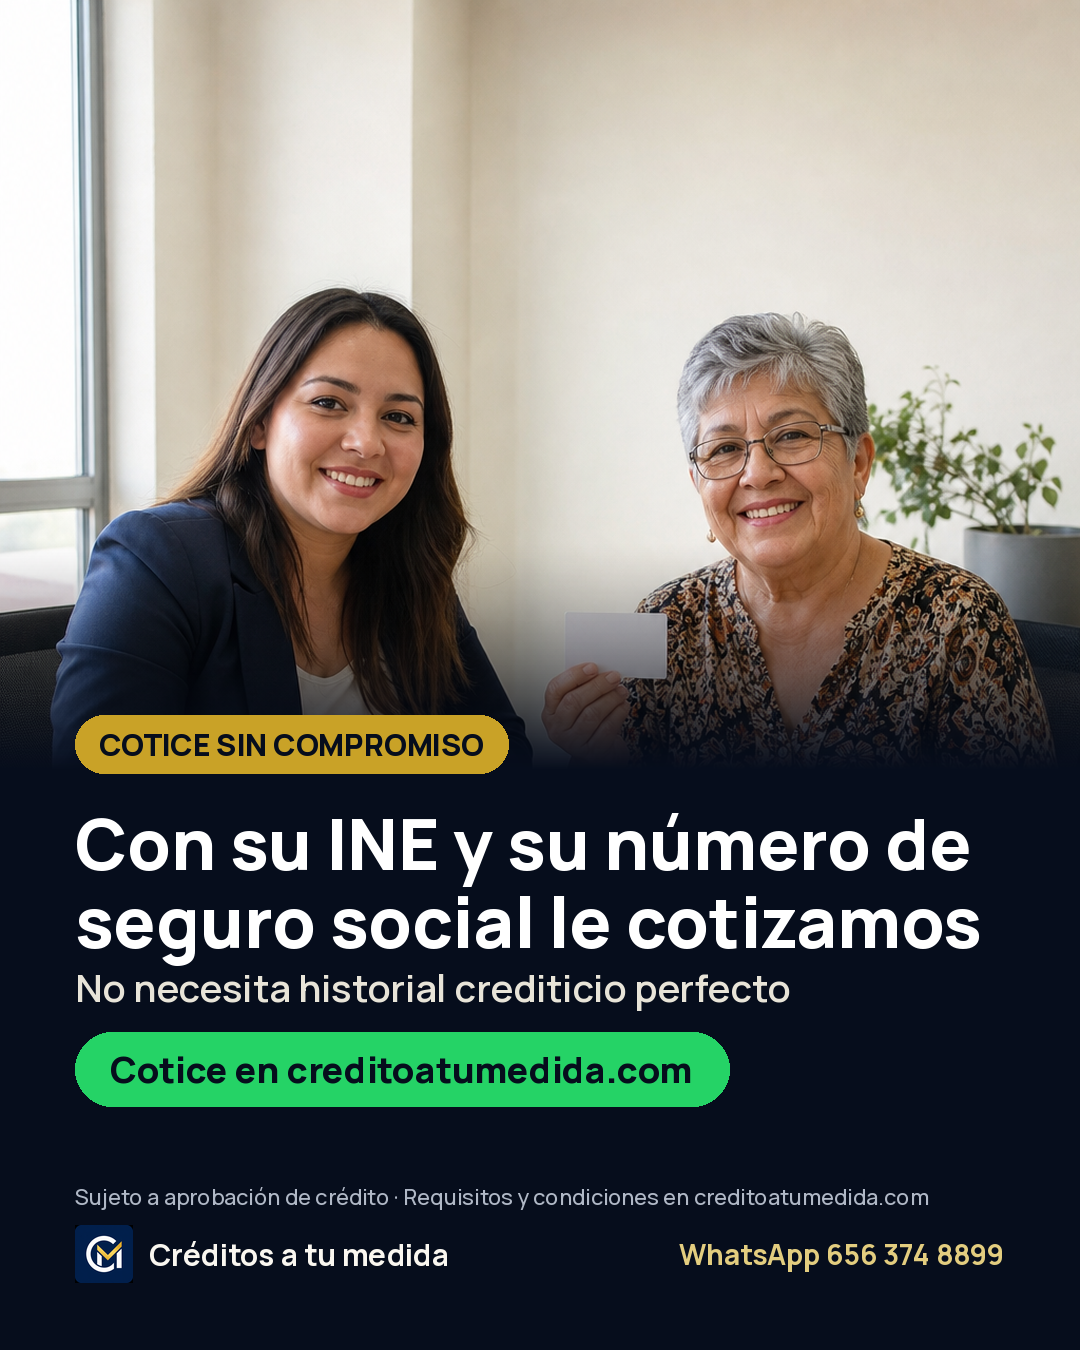 COTICE SIN COMPROMISO
Con su INE y su número de
seguro social le cotizamos
No necesita historial crediticio perfecto
Cotice en creditoatumedida.com
Sujeto a aprobación de crédito · Requisitos y condiciones en creditoatumedida.com
Créditos a tu medida
WhatsApp 656 374 8899